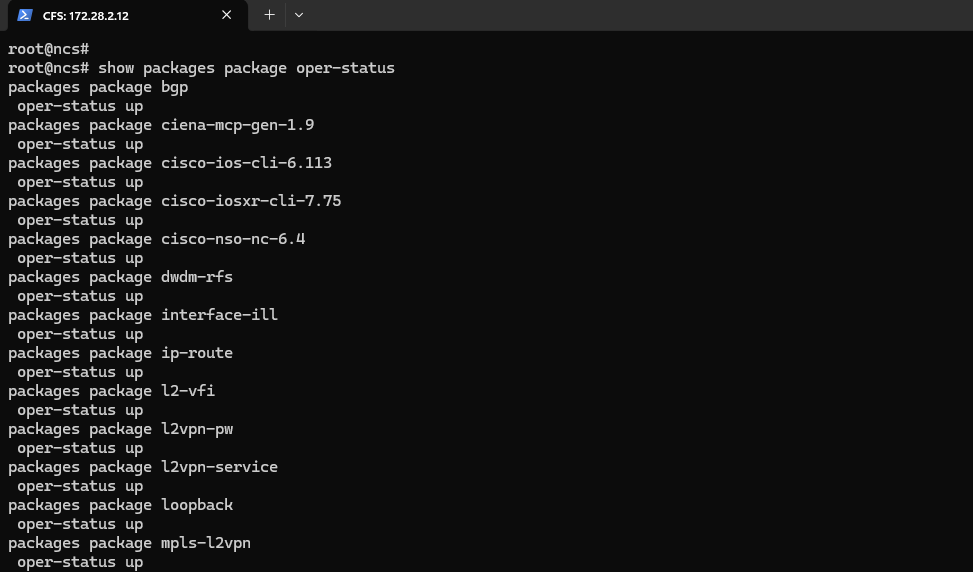 CFS: 172.28.2.12
root@ncs#
root@ncs# show packages package oper-status
packages package bgp
 oper-status up
packages package ciena-mcp-gen-1.9
 oper-status up
packages package cisco-ios-cli-6.113
 oper-status up
packages package cisco-iosxr-cli-7.75
 oper-status up
packages package cisco-nso-nc-6.4
 oper-status up
packages package dwdm-rfs
 oper-status up
packages package interface-ill
 oper-status up
packages package ip-route
 oper-status up
packages package l2-vfi
 oper-status up
packages package l2vpn-pw
 oper-status up
packages package l2vpn-service
 oper-status up
packages package loopback
 oper-status up
packages package mpls-l2vpn
 oper-status up